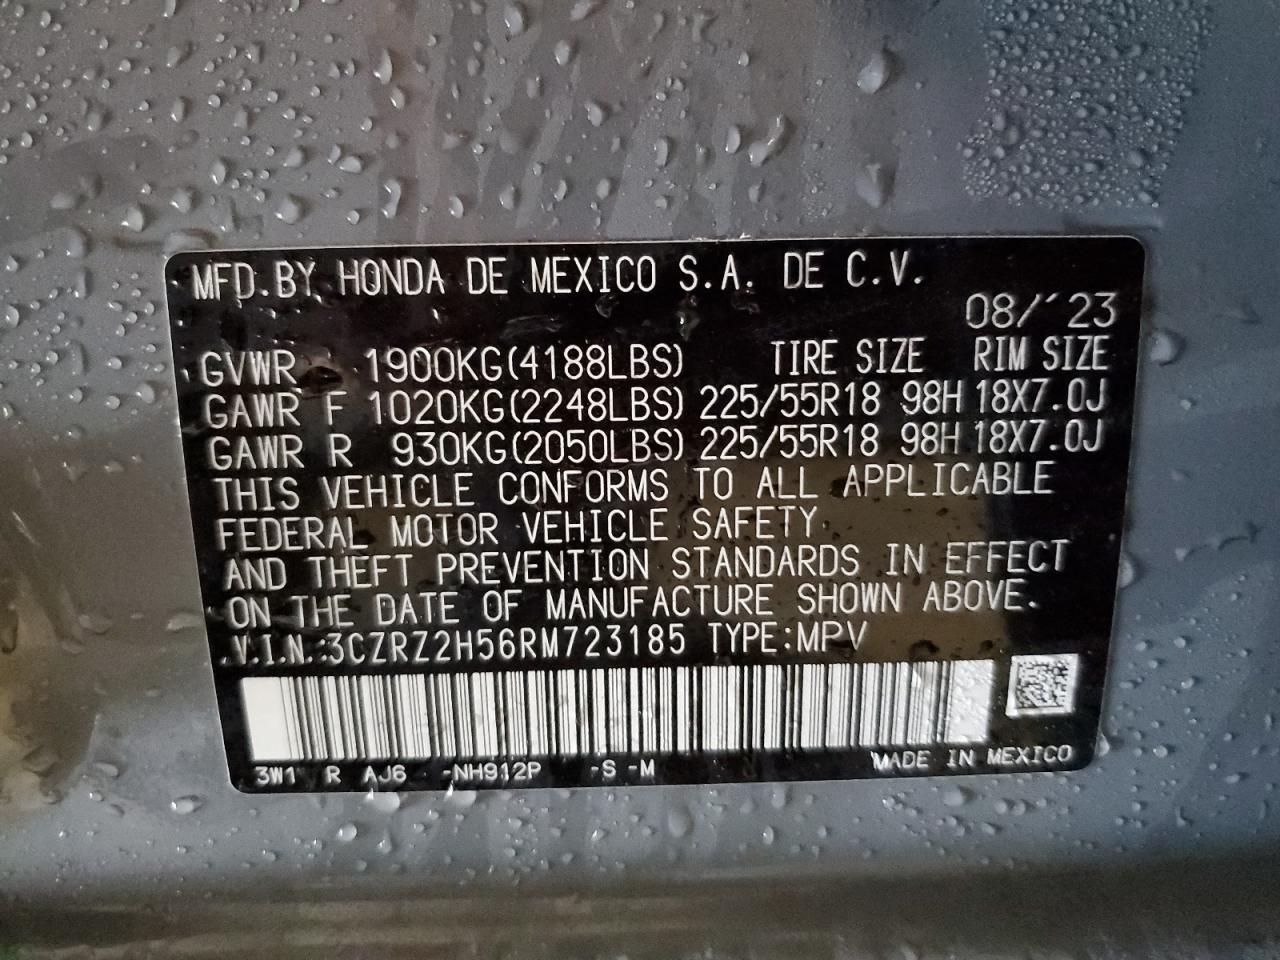 MFD.BY HONDA DE MEXICO S.A. DE C.V.
08/´23
GVWR 1900KG(4188LBS) TIRE SIZE RIM SIZE
GAWR F 1020KG(2248LBS) 225/55R18 98H 18X7.0J
GAWR R 930KG(2050LBS) 225/55R18 98H 18X7.0J
THIS VEHICLE CONFORMS TO ALL APPLICABLE
FEDERAL MOTOR VEHICLE SAFETY
AND THEFT PREVENTION STANDARDS IN EFFECT
ON THE DATE OF MANUFACTURE SHOWN ABOVE.
V.I.N.:3CZRZ2H56RM723185 TYPE:MPV
3W1 R AJ6 -NH912P -S -M MADE IN MEXICO